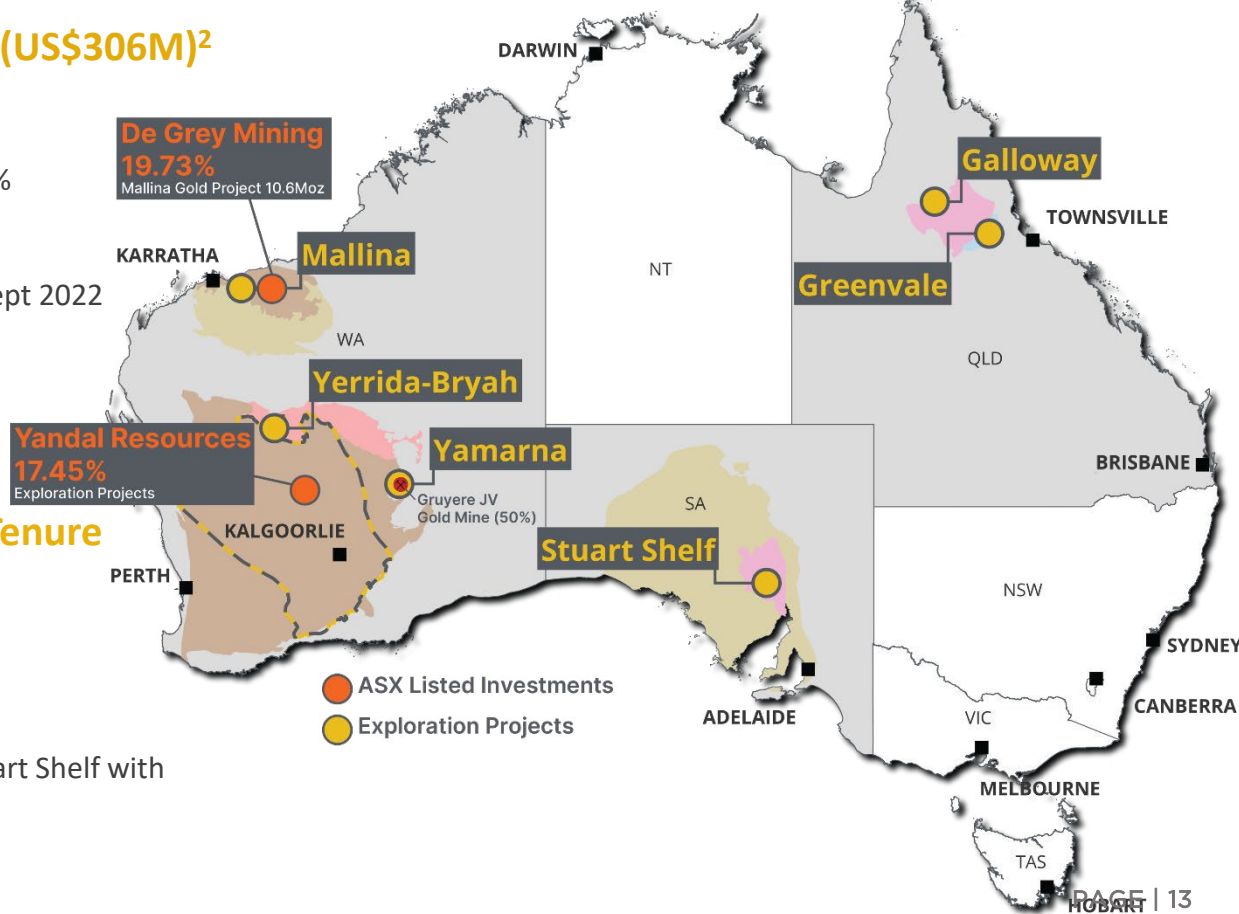 (US$306M)2
%
ept 2022
Tenure
art Shelf with
DARWIN
De Grey Mining
19.73%
Mallina Gold Project 10.6Moz
KARRATHA
Mallina
WA
NT
Galloway
TOWNSVILLE
Greenvale
QLD
Yerrida-Bryah
Yandal Resources
17.45%
Exploration Projects
Yamarna
Gruyere JV
Gold Mine (50%)
KALGOORLIE
PERTH
SA
Stuart Shelf
BRISBANE
NSW
SYDNEY
CANBERRA
ADELAIDE
VIC
MELBOURNE
TAS
HOBART
ASX Listed Investments
Exploration Projects
PAGE | 13